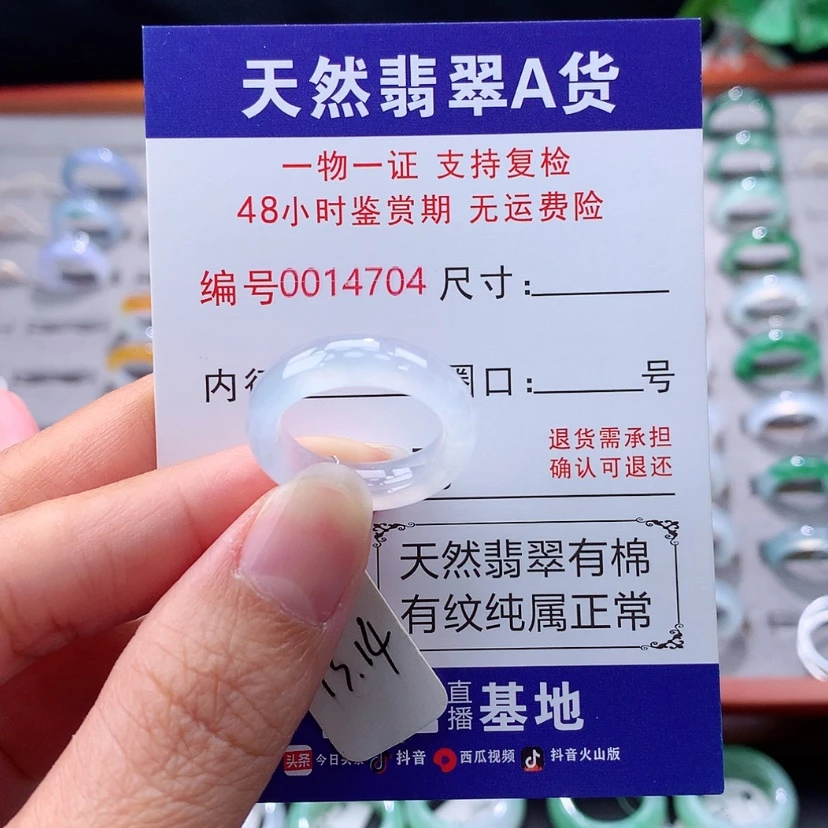 天然翡翠A货
一物一证 支持复检
48小时鉴赏期 无运费险
编号0014704 尺寸:
内 圈口: 号
退货需承担
确认可退还
天然翡翠有棉
有纹纯属正常
直播基地
头条 今日头条 抖音 西瓜视频 抖音火山版